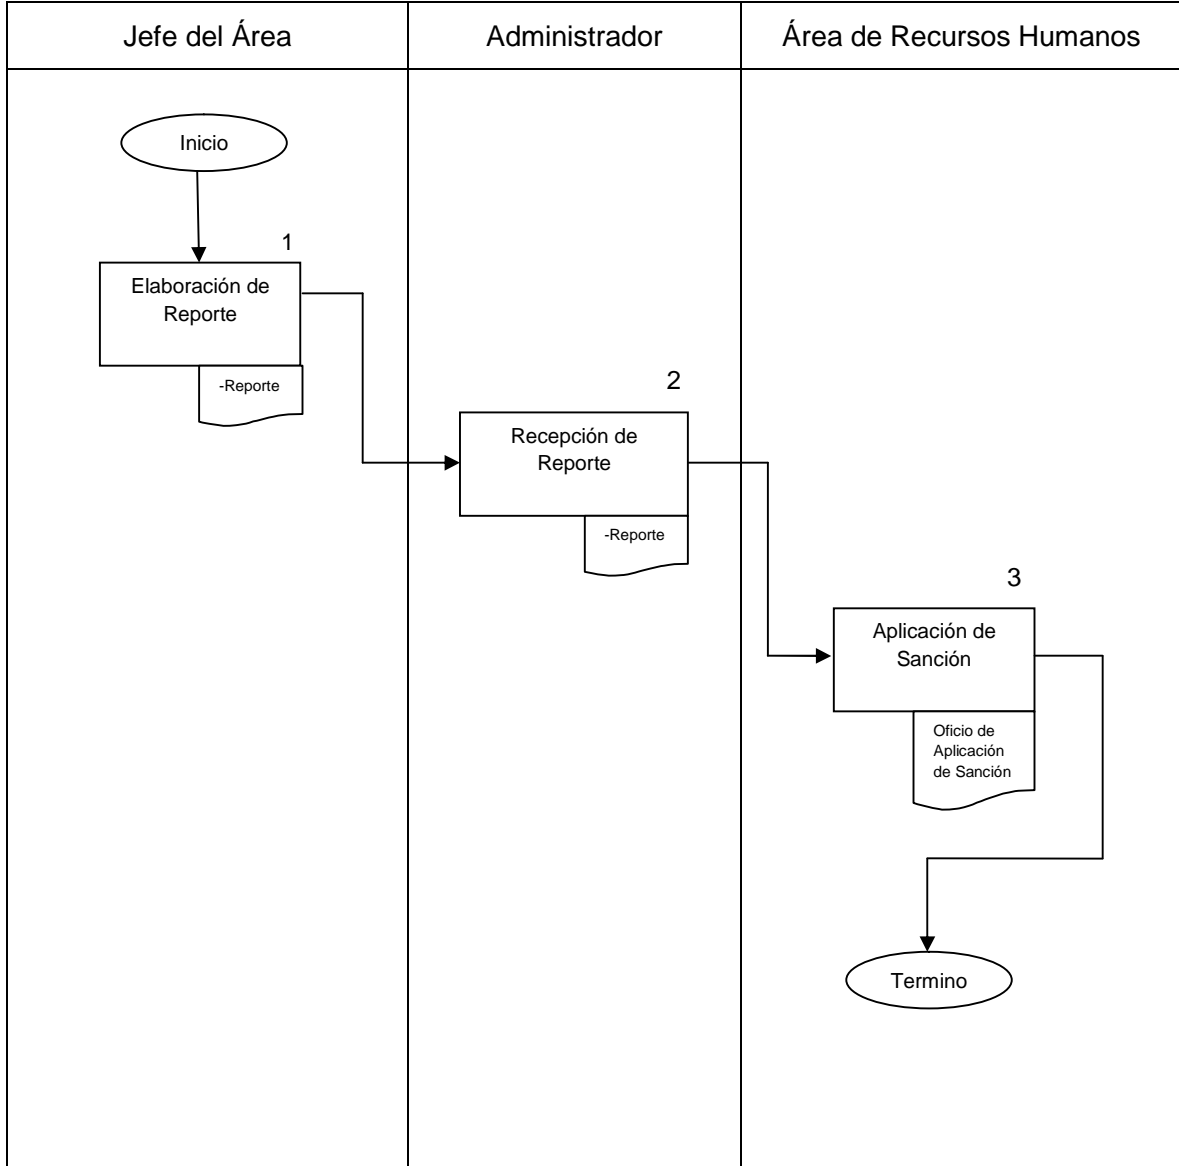 Jefe del Área
Administrador
Área de Recursos Humanos
Inicio
1
Elaboración de
Reporte
-Reporte
2
Recepción de
Reporte
-Reporte
3
Aplicación de
Sanción
Oficio de
Aplicación
de Sanción
Termino